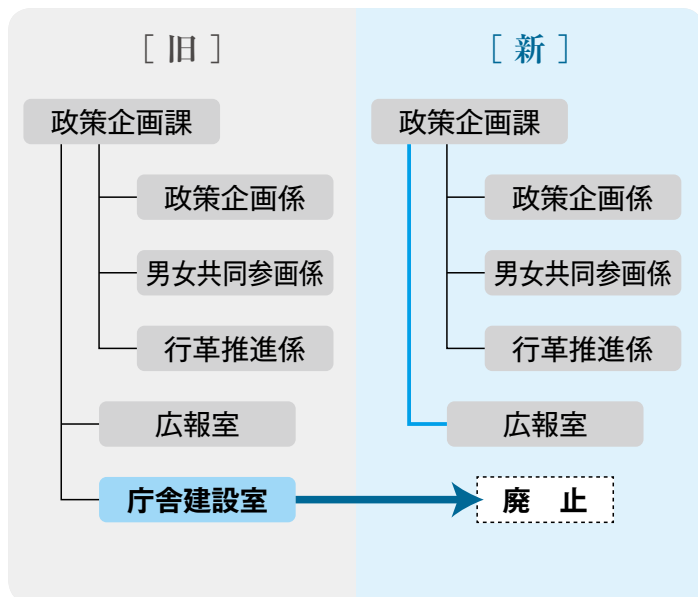 [ 旧 ]
政策企画課
政策企画係
男女共同参画係
行革推進係
広報室
庁舎建設室
[ 新 ]
政策企画課
政策企画係
男女共同参画係
行革推進係
広報室
廃　止